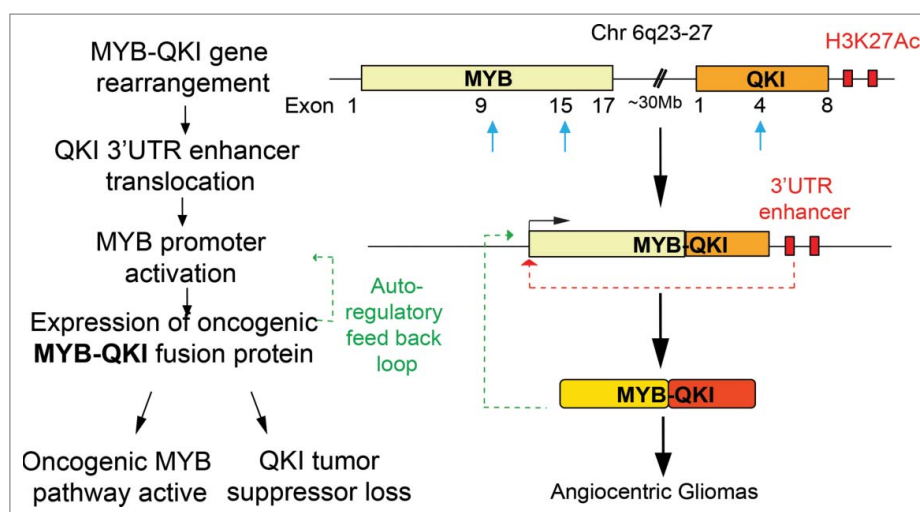 MYB-QKI gene
rearrangement
QKI 3'UTR enhancer
translocation
MYB promoter
activation
Expression of oncogenic
MYB-QKI fusion protein
Oncogenic MYB
pathway active
QKI tumor
suppressor loss
Auto-
regulatory
feed back
loop
Chr 6q23-27
H3K27Ac
MYB
QKI
Exon 1 9 15 17 ~30Mb 1 4 8
3'UTR
enhancer
MYB-QKI
MYB-QKI
Angiocentric Gliomas